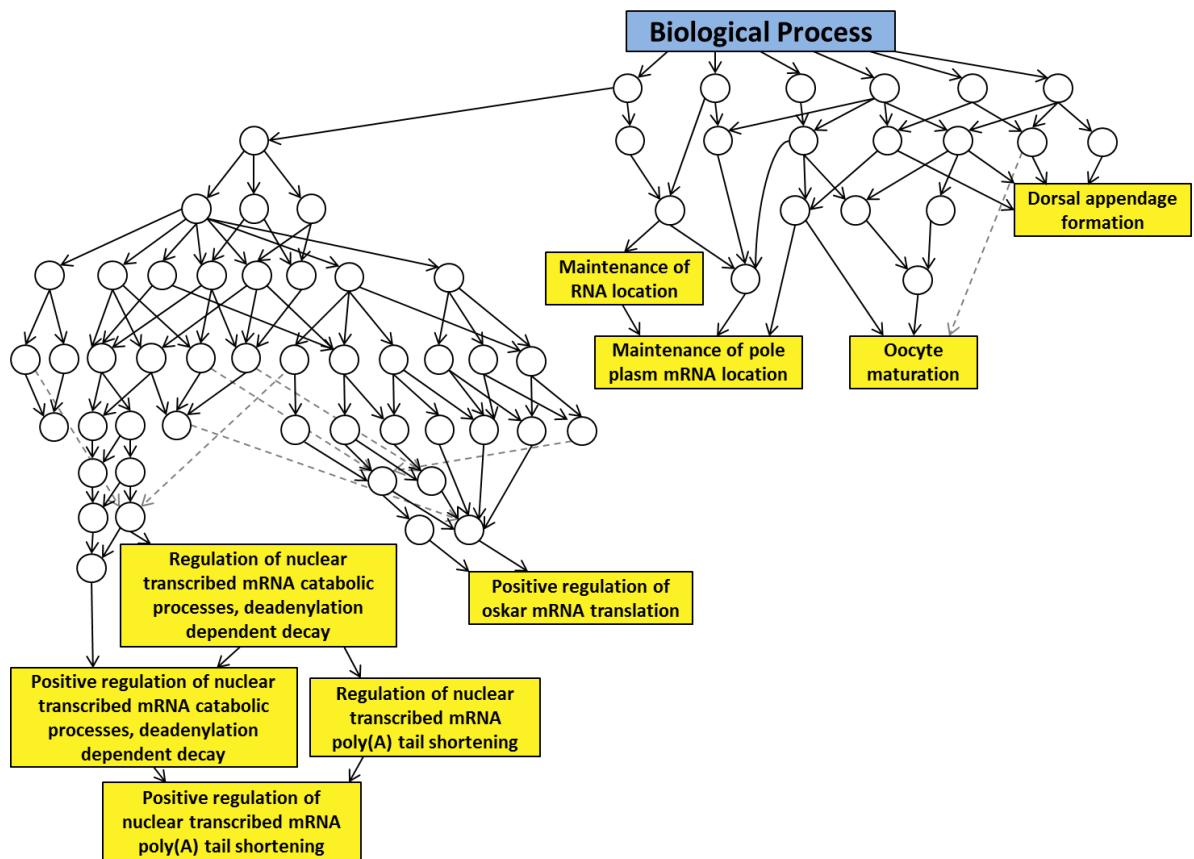 Biological Process
Dorsal appendage
formation
Maintenance of
RNA location
Maintenance of pole
plasm mRNA location
Oocyte
maturation
Regulation of nuclear
transcribed mRNA catabolic
processes, deadenylation
dependent decay
Positive regulation of
oskar mRNA translation
Positive regulation of nuclear
transcribed mRNA catabolic
processes, deadenylation
dependent decay
Regulation of nuclear
transcribed mRNA
poly(A) tail shortening
Positive regulation of
nuclear transcribed mRNA
poly(A) tail shortening